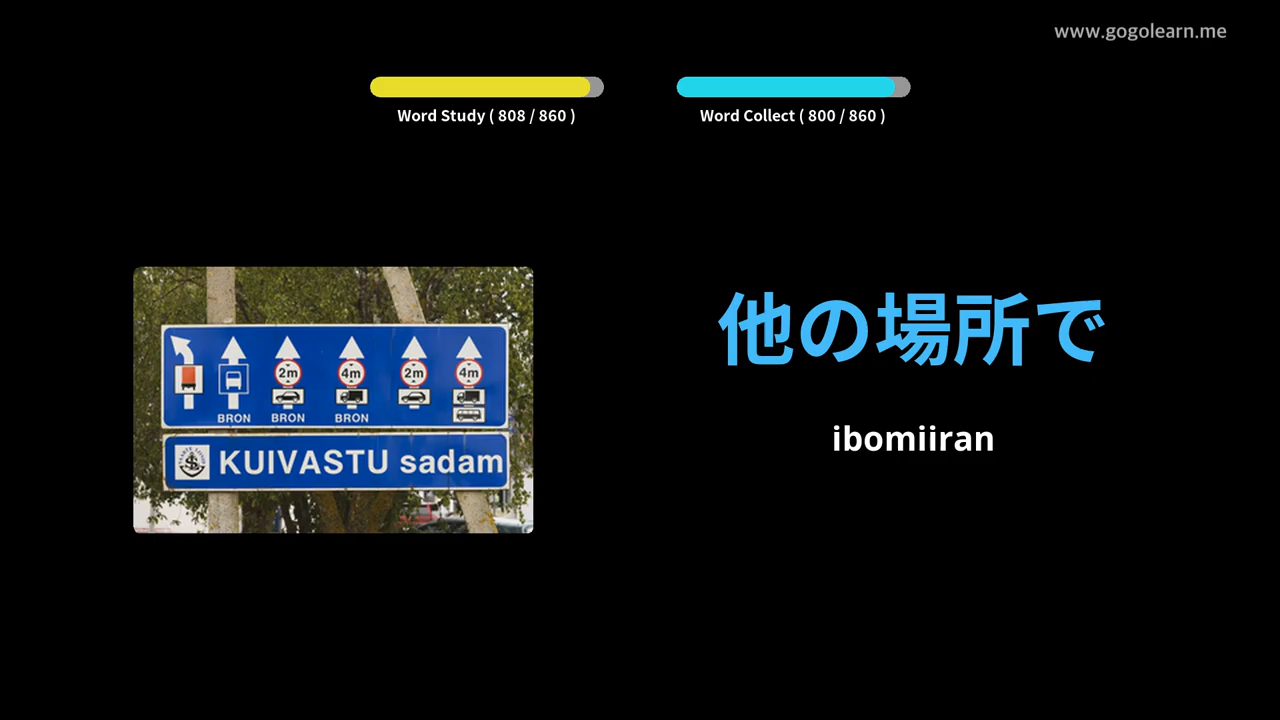 www.gogolearn.me
Word Study ( 808 / 860 )
Word Collect ( 800 / 860 )
他の場所で
ibomiiran
2m 4m 2m 4m
BRON BRON BRON
KUIVASTU sadam